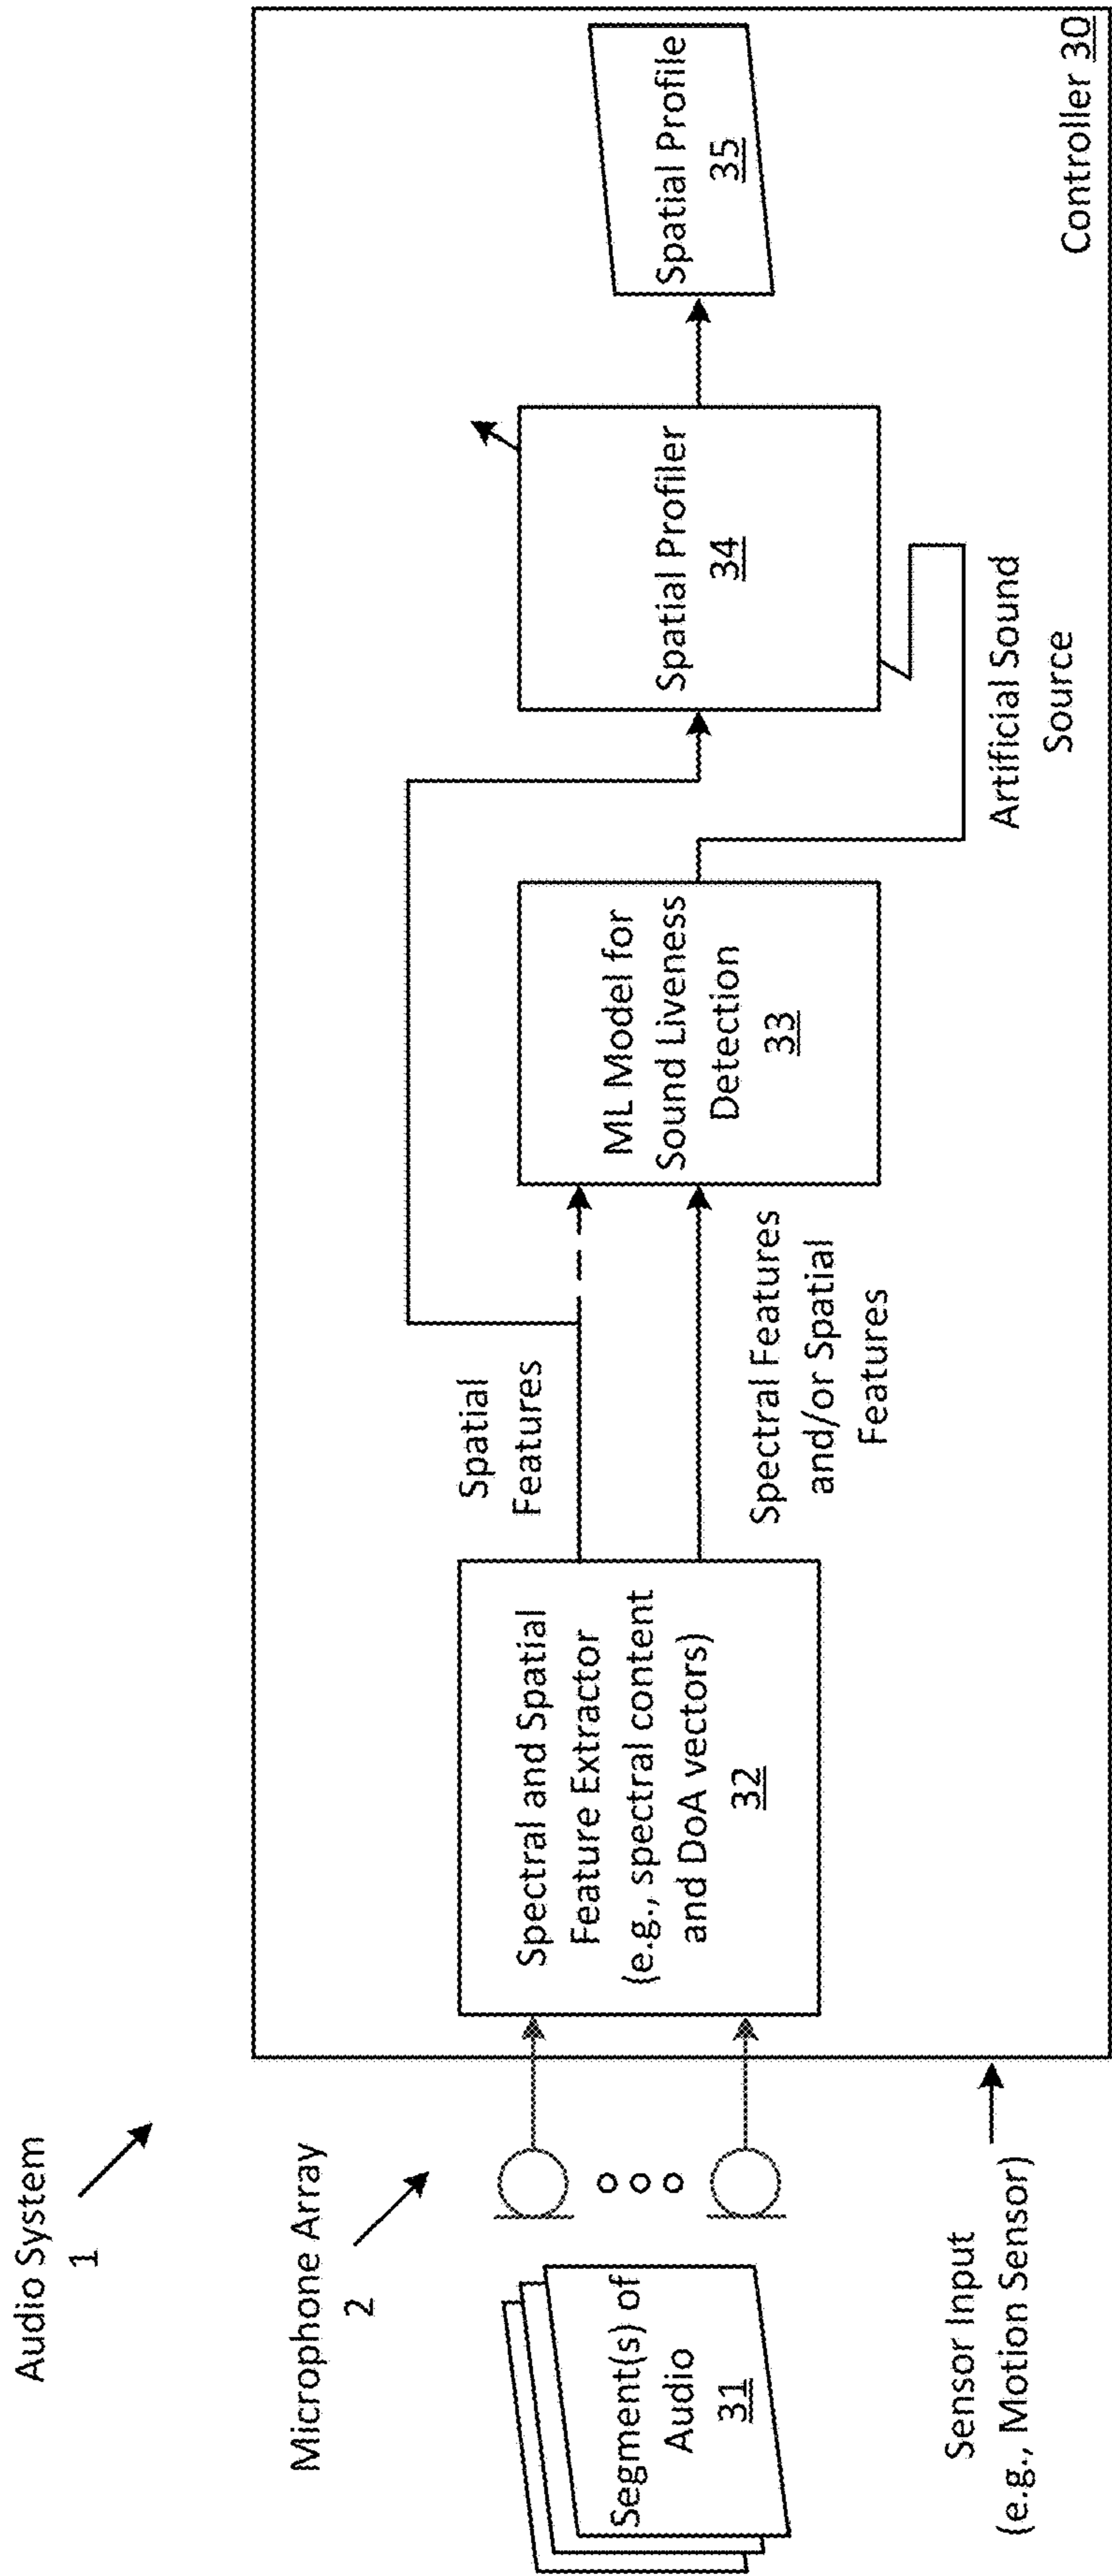 Audio System
1
Microphone Array
2
Segment(s) of
Audio
31
Sensor Input
(e.g., Motion Sensor)
Spectral and Spatial
Feature Extractor
(e.g., spectral content
and DoA vectors)
32
Spatial
Features
Spectral Features
and/or Spatial
Features
ML Model for
Sound Liveness
Detection
33
Spatial Profiler
34
Artificial Sound
Source
Spatial Profile
35
Controller 30